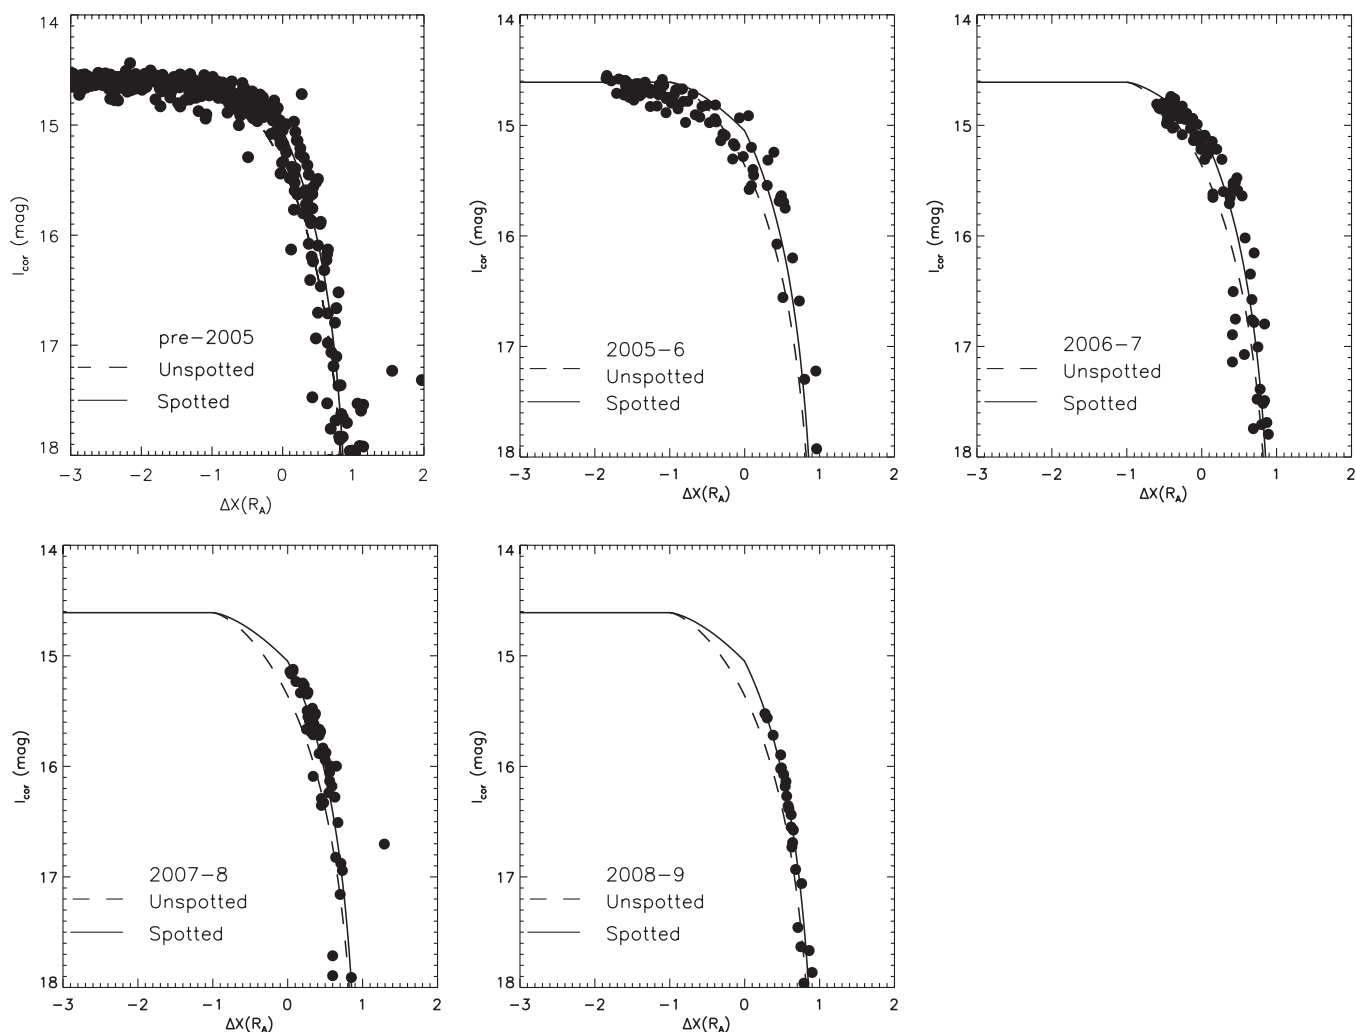 14
15
16
17
18
I_cor (mag)
pre-2005
Unspotted
Spotted
-3 -2 -1 0 1 2
ΔX(R_A)
14
15
16
17
18
I_cor (mag)
2005-6
Unspotted
Spotted
-3 -2 -1 0 1 2
ΔX(R_A)
14
15
16
17
18
I_cor (mag)
2006-7
Unspotted
Spotted
-3 -2 -1 0 1 2
ΔX(R_A)
14
15
16
17
18
I_cor (mag)
2007-8
Unspotted
Spotted
-3 -2 -1 0 1 2
ΔX(R_A)
14
15
16
17
18
I_cor (mag)
2008-9
Unspotted
Spotted
-3 -2 -1 0 1 2
ΔX(R_A)